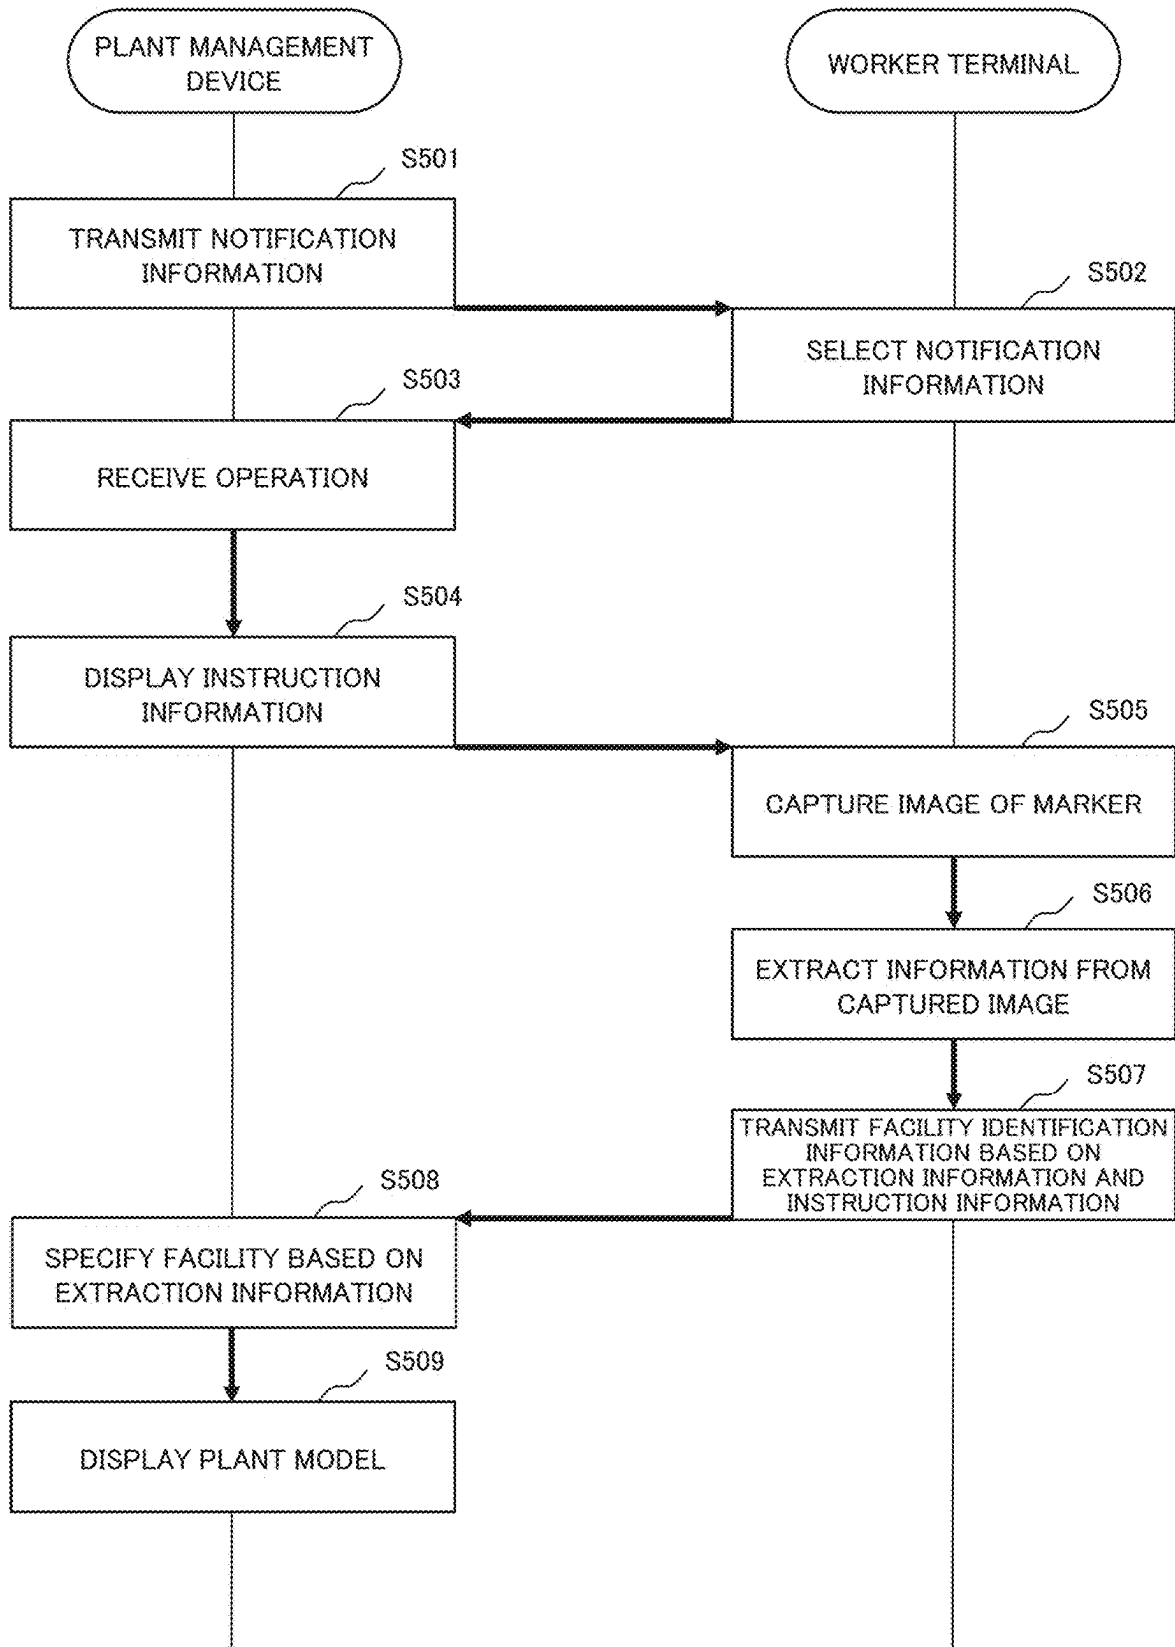 PLANT MANAGEMENT
DEVICE
WORKER TERMINAL
S501
TRANSMIT NOTIFICATION
INFORMATION
S502
SELECT NOTIFICATION
INFORMATION
S503
RECEIVE OPERATION
S504
DISPLAY INSTRUCTION
INFORMATION
S505
CAPTURE IMAGE OF MARKER
S506
EXTRACT INFORMATION FROM
CAPTURED IMAGE
S507
TRANSMIT FACILITY IDENTIFICATION
INFORMATION BASED ON
EXTRACTION INFORMATION AND
INSTRUCTION INFORMATION
S508
SPECIFY FACILITY BASED ON
EXTRACTION INFORMATION
S509
DISPLAY PLANT MODEL